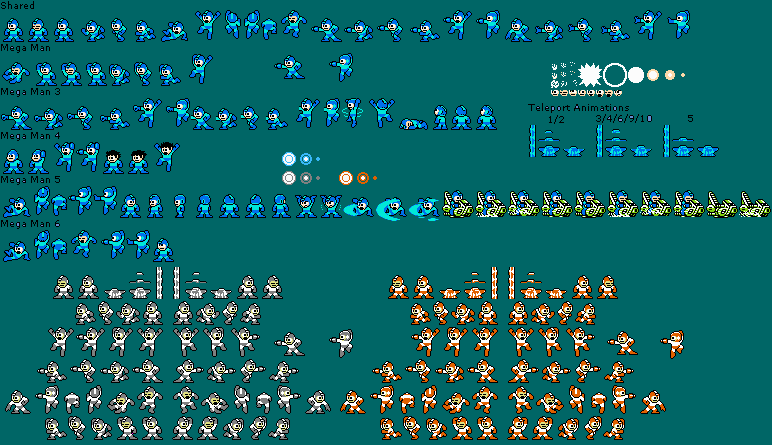 Shared
Mega Man
Mega Man 3
Teleport Animations
1/2 3/4/6/9/10 5
Mega Man 4
Mega Man 5
Mega Man 6